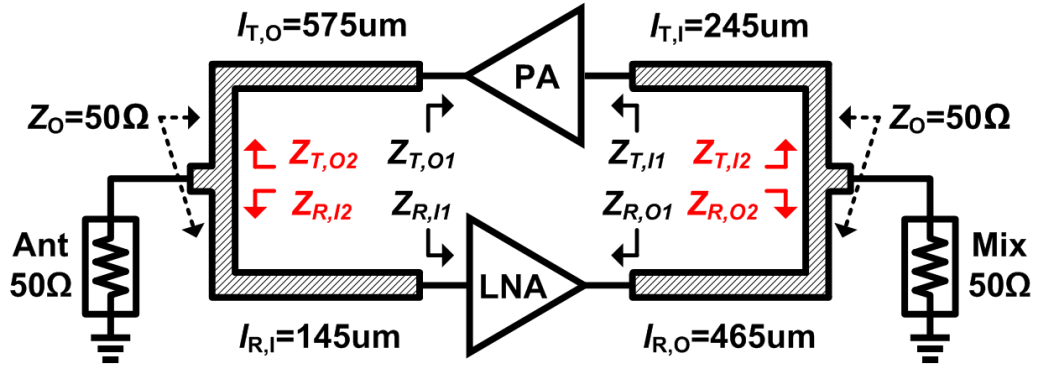 lT,O=575um
lT,I=245um
PA
ZO=50Ω
ZO=50Ω
ZT,O2
ZT,O1
ZT,I1
ZT,I2
ZR,I2
ZR,I1
ZR,O1
ZR,O2
Ant
50Ω
LNA
Mix
50Ω
lR,I=145um
lR,O=465um